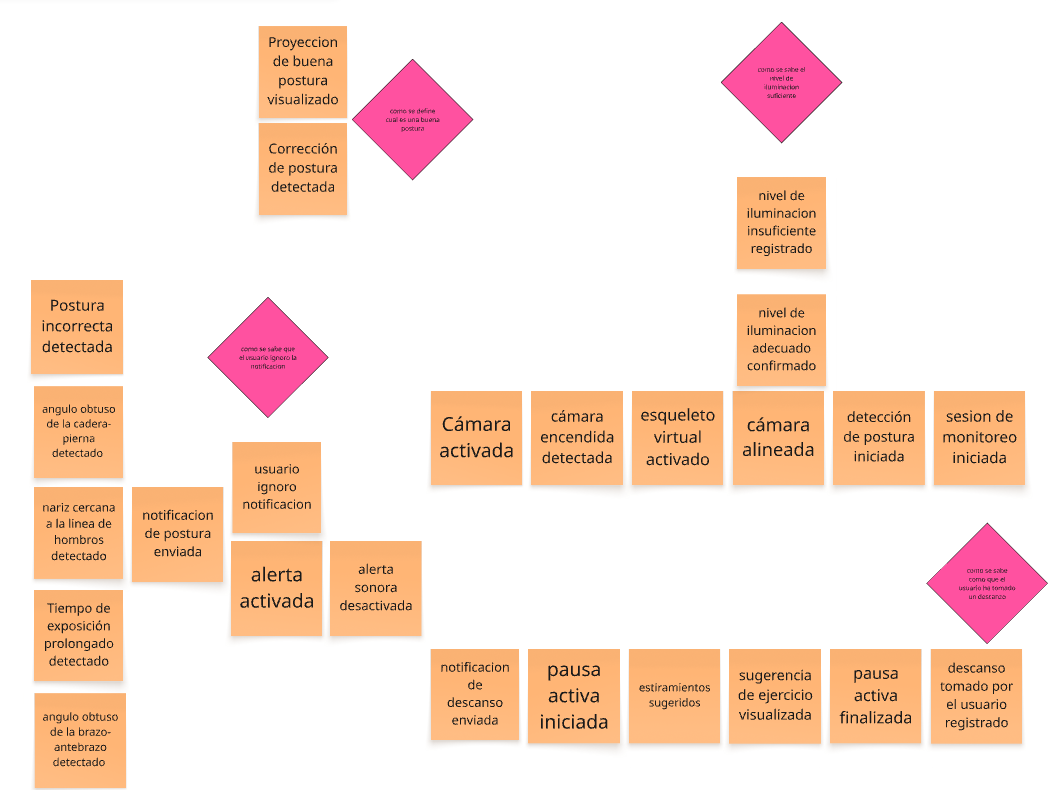 Proyeccion
de buena
postura
visualizado
como se define
cual es una buena
postura
Corrección
de postura
detectada
como se sabe el
nivel de
iluminacion
suficiente
nivel de
iluminacion
insuficiente
registrado
nivel de
iluminacion
adecuado
confirmado
Postura
incorrecta
detectada
angulo obtuso
de la cadera-
pierna
detectado
nariz cercana
a la linea de
hombros
detectado
Tiempo de
exposición
prolongado
detectado
angulo obtuso
de la brazo-
antebrazo
detectado
notificacion
de postura
enviada
como se sabe que
el usuario ignoro la
notificacion
usuario
ignoro
notificacion
alerta
activada
alerta
sonora
desactivada
Cámara
activada
cámara
encendida
detectada
esqueleto
virtual
activado
cámara
alineada
detección
de postura
iniciada
sesion de
monitoreo
iniciada
como se sabe
como que el
usuario he tomado
un descanzo
notificacion
de
descanso
enviada
pausa
activa
iniciada
estiramientos
sugeridos
sugerencia
de ejercicio
visualizada
pausa
activa
finalizada
descanso
tomado por
el usuario
registrado